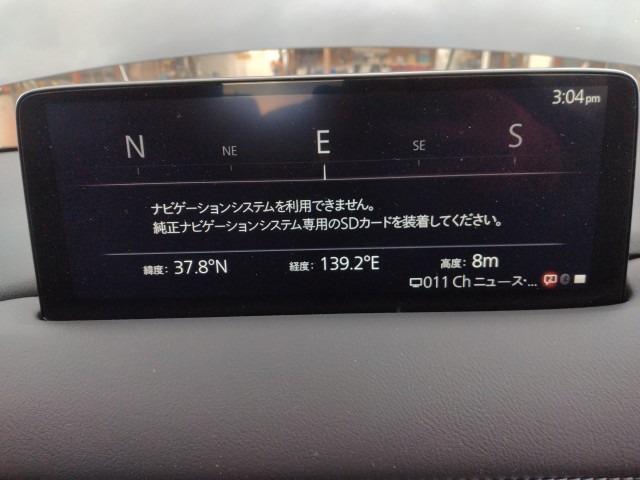 3:04pm
N NE E SE S
ナビゲーションシステムを利用できません。
純正ナビゲーションシステム専用のSDカードを装着してください。
緯度: 37.8°N 経度: 139.2°E 高度: 8m
011 Ch ニュース・...